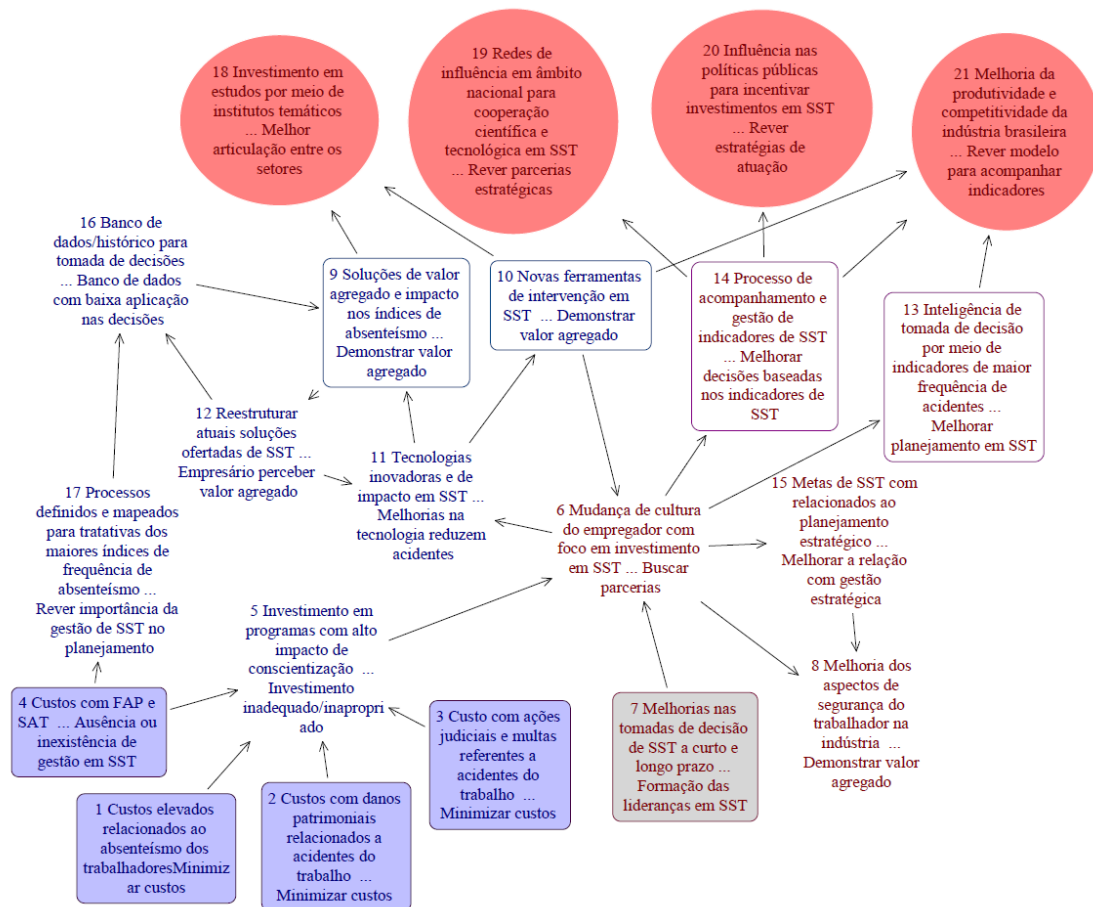 18 Investimento em
estudos por meio de
institutos temáticos
... Melhor
articulação entre os
setores
19 Redes de
influência em âmbito
nacional para
cooperação
científica e
tecnológica em SST
... Rever parcerias
estratégicas
20 Influência nas
políticas públicas
para incentivar
investimentos em SST
... Rever
estratégias de
atuação
21 Melhoria da
produtividade e
competitividade da
indústria brasileira
... Rever modelo
para acompanhar
indicadores
16 Banco de
dados/histórico para
tomada de decisões
... Banco de dados
com baixa aplicação
nas decisões
9 Soluções de valor
agregado e impacto
nos índices de
absenteísmo ...
Demonstrar valor
agregado
10 Novas ferramentas
de intervenção em
SST ... Demonstrar
valor agregado
14 Processo de
acompanhamento e
gestão de
indicadores de SST
... Melhorar
decisões baseadas
nos indicadores de
SST
13 Inteligência de
tomada de decisão
por meio de
indicadores de maior
frequência de
acidentes ...
Melhorar
planejamento em SST
12 Reestruturar
atuais soluções
ofertadas de SST ...
Empresário perceber
valor agregado
11 Tecnologias
inovadoras e de
impacto em SST ...
Melhorias na
tecnologia reduzem
acidentes
17 Processos
definidos e mapeados
para tratativas dos
maiores índices de
frequência de
absenteísmo ...
Rever importância da
gestão de SST no
planejamento
6 Mudança de cultura
do empregador com
foco em investimento
em SST ... Buscar
parcerias
15 Metas de SST com
relacionados ao
planejamento
estratégico ...
Melhorar a relação
com gestão
estratégica
5 Investimento em
programas com alto
impacto de
conscientização ...
Investimento
inadequado/inapropri
ado
8 Melhoria dos
aspectos de
segurança do
trabalhador na
indústria ...
Demonstrar valor
agregado
4 Custos com FAP e
SAT ... Ausência ou
inexistência de
gestão em SST
3 Custo com ações
judiciais e multas
referentes a
acidentes do
trabalho ...
Minimizar custos
7 Melhorias nas
tomadas de decisão
de SST a curto e
longo prazo ...
Formação das
lideranças em SST
1 Custos elevados
relacionados ao
absenteísmo dos
trabalhadoresMinimiz
ar custos
2 Custos com danos
patrimoniais
relacionados a
acidentes do
trabalho ...
Minimizar custos